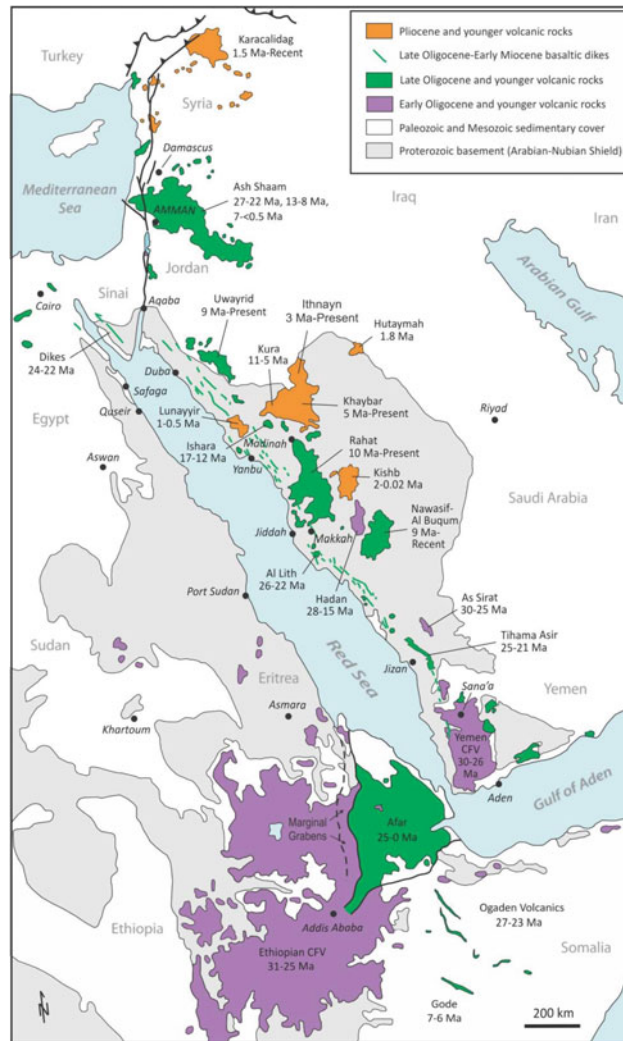 Pliocene and younger volcanic rocks
Late Oligocene-Early Miocene basaltic dikes
Late Oligocene and younger volcanic rocks
Early Oligocene and younger volcanic rocks
Paleozoic and Mesozoic sedimentary cover
Proterozoic basement (Arabian-Nubian Shield)
Karacalidag
1.5 Ma-Recent
Turkey
Syria
Damascus
Mediterranean
Sea
Ash Shaam
27-22 Ma, 13-8 Ma,
7-<0.5 Ma
AMMAN
Iraq
Iran
Jordan
Sinai
Cairo
Aqaba
Arabian Gulf
Uwayrid
9 Ma-Present
Ithnayn
3 Ma-Present
Hutaymah
1.8 Ma
Kura
11-5 Ma
Dikes
24-22 Ma
Duba
Safaga
Khaybar
5 Ma-Present
Riyad
Egypt
Quseir
Lunayyir
1-0.5 Ma
Madinah
Ishara
17-12 Ma
Yanbu
Rahat
10 Ma-Present
Aswan
Kishb
2-0.02 Ma
Saudi Arabia
Nawasif-
Al Buqum
9 Ma-
Recent
Jiddah
Makkah
Al Lith
26-22 Ma
Hadan
28-15 Ma
Port Sudan
As Sirat
30-25 Ma
Red Sea
Tihama Asir
25-21 Ma
Sudan
Jizan
Eritrea
Sana'a
Yemen
Asmara
Khartoum
Yemen
CFV
30-26
Ma
Aden
Gulf of Aden
Marginal
Grabens
Afar
25-0 Ma
Ogaden Volcanics
27-23 Ma
Addis Ababa
Ethiopia
Ethiopian CFV
31-25 Ma
Somalia
Gode
7-6 Ma
N
200 km